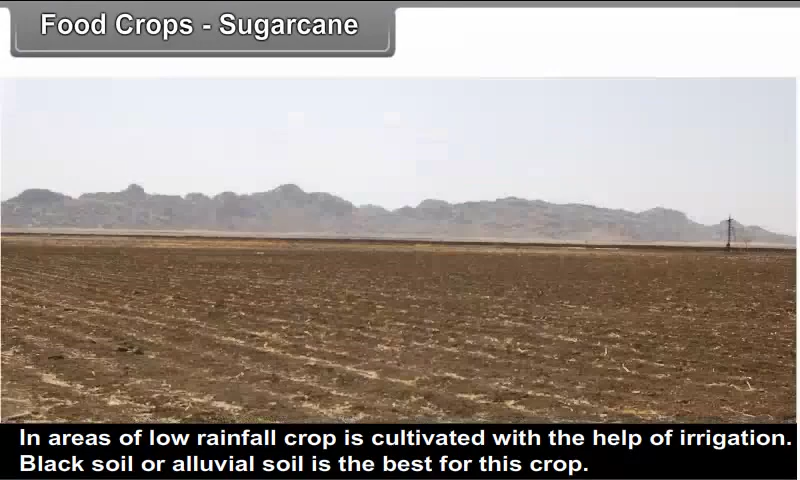 Food Crops - Sugarcane
In areas of low rainfall crop is cultivated with the help of irrigation.
Black soil or alluvial soil is the best for this crop.